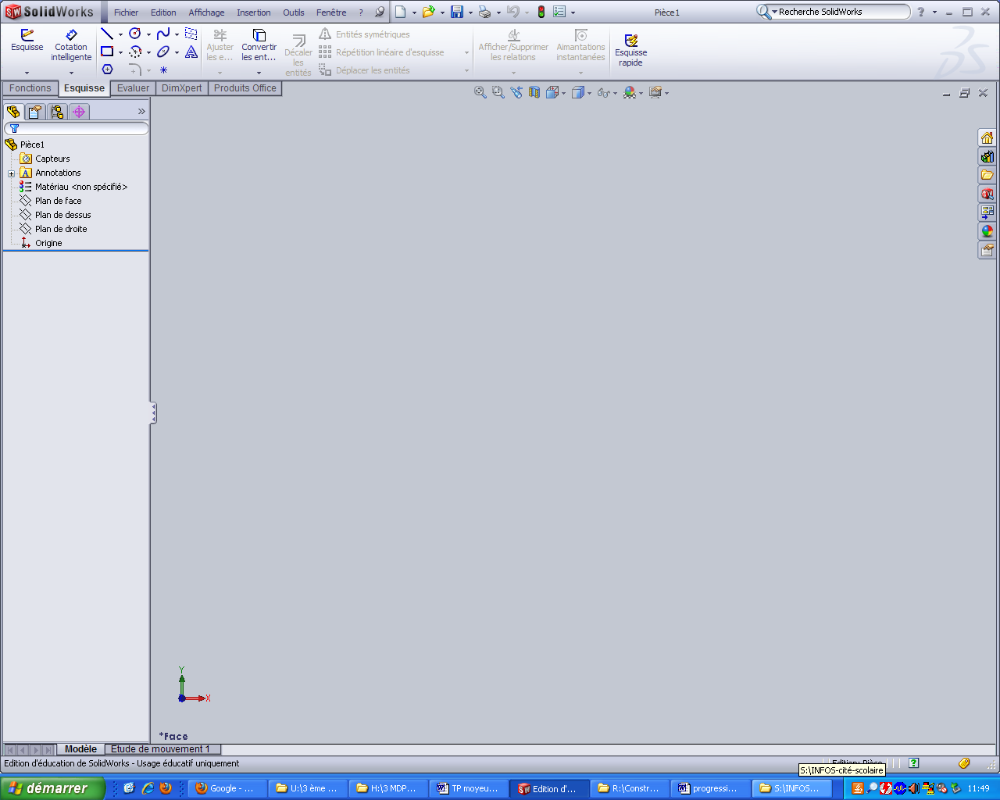 SolidWorks Fichier Edition Affichage Insertion Outils Fenêtre ? Pièce1 Recherche SolidWorks ?
Esquisse
Cotation intelligente
Ajuster les e...
Convertir les ent...
Décaler les entités
Entités symétriques
Répétition linéaire d'esquisse
Déplacer les entités
Afficher/Supprimer les relations
Aimantations instantanées
Esquisse rapide
Fonctions Esquisse Evaluer DimXpert Produits Office
Pièce1
Capteurs
Annotations
Matériau <non spécifié>
Plan de face
Plan de dessus
Plan de droite
Origine
Y
X
*Face
Modèle Etude de mouvement 1
Edition d'éducation de SolidWorks - Usage éducatif uniquement Edition: Pièce
S:\INFOS-cité-scolaire
démarrer Google - ... U:\3 ème ... H:\3 MDP... TP moyeu... Edition d'... R:\Constr... progressi... S:\INFOS... 11:49